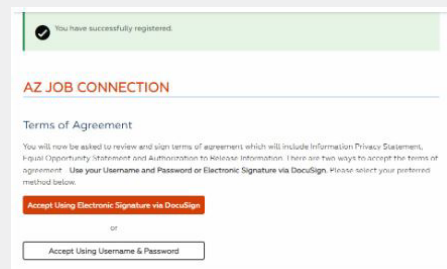 You have successfully registered.
AZ JOB CONNECTION
Terms of Agreement
You will now be asked to review and sign terms of agreement which will include Information Privacy Statement,
Equal Opportunity Statement and Authorization to Release Information. There are two ways to accept the terms of
agreement - Use your Username and Password or Electronic Signature via DocuSign. Please select your preferred
method below.
Accept Using Electronic Signature via DocuSign
or
Accept Using Username & Password